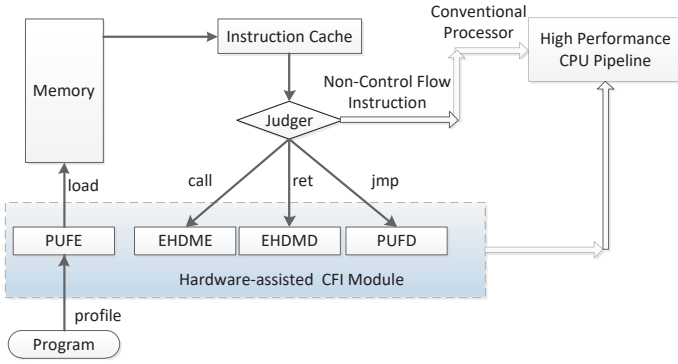 Conventional
Processor
Instruction Cache
High Performance
CPU Pipeline
Memory
Non-Control Flow
Instruction
Judger
load
call
ret
jmp
PUFE
EHDME
EHDMD
PUFD
Hardware-assisted CFI Module
profile
Program